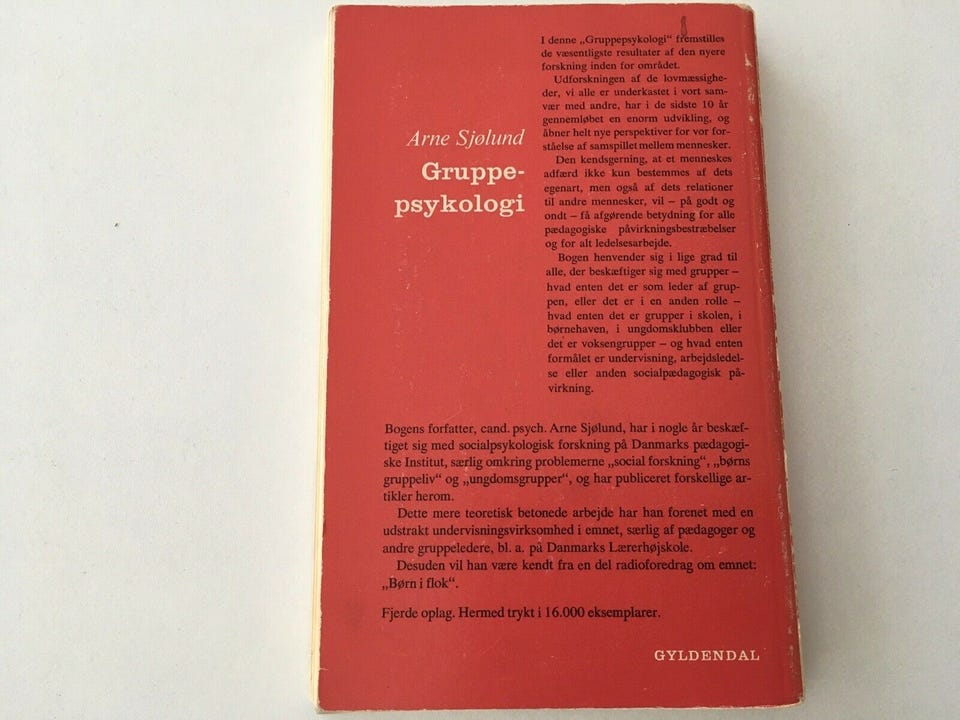 Arne Sjølund
Gruppe-
psykologi
I denne „Gruppepsykologi“ fremstilles
de væsentligste resultater af den nyere
forskning inden for området.
Udforskningen af de lovmæssighe-
der, vi alle er underkastet i vort sam-
vær med andre, har i de sidste 10 år
gennemløbet en enorm udvikling, og
åbner helt nye perspektiver for vor for-
ståelse af samspillet mellem mennesker.
Den kendsgerning, at et menneskes
adfærd ikke kun bestemmes af dets
egenart, men også af dets relationer
til andre mennesker, vil – på godt og
ondt – få afgørende betydning for alle
pædagogiske påvirkningsbestræbelser
og for alt ledelsesarbejde.
Bogen henvender sig i lige grad til
alle, der beskæftiger sig med grupper –
hvad enten det er som leder af grup-
pen, eller det er i en anden rolle –
hvad enten det er grupper i skolen, i
børnehaven, i ungdomsklubben eller
det er voksengrupper – og hvad enten
formålet er undervisning, arbejdsledel-
se eller anden socialpædagogisk på-
virkning.
Bogens forfatter, cand. psych. Arne Sjølund, har i nogle år beskæf-
tiget sig med socialpsykologisk forskning på Danmarks pædagogi-
ske Institut, særlig omkring problemerne „social forskning“, „børns
gruppeliv“ og „ungdomsgrupper“, og har publiceret forskellige ar-
tikler herom.
Dette mere teoretisk betonede arbejde har han forenet med en
udstrakt undervisningsvirksomhed i emnet, særlig af pædagoger og
andre gruppeledere, bl. a. på Danmarks Lærerhøjskole.
Desuden vil han være kendt fra en del radioforedrag om emnet:
„Børn i flok“.
Fjerde oplag. Hermed trykt i 16.000 eksemplarer.
GYLDENDAL